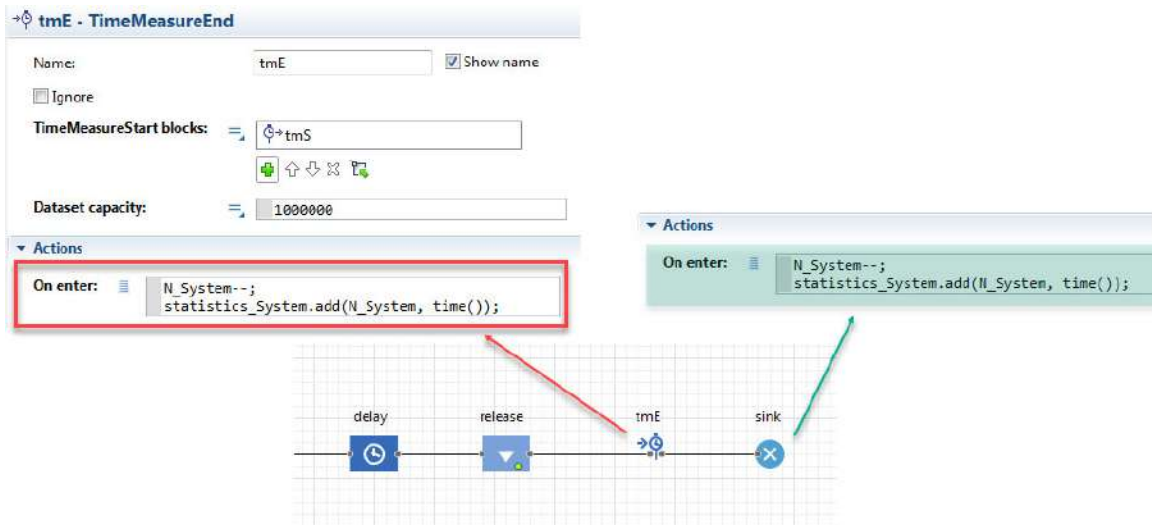 tmE - TimeMeasureEnd
Name: tmE Show name
Ignore
TimeMeasureStart blocks: tmS
Dataset capacity: 1000000
Actions
On enter: N_System--;
statistics_System.add(N_System, time());
Actions
On enter: N_System--;
statistics_System.add(N_System, time());
delay release tmE sink